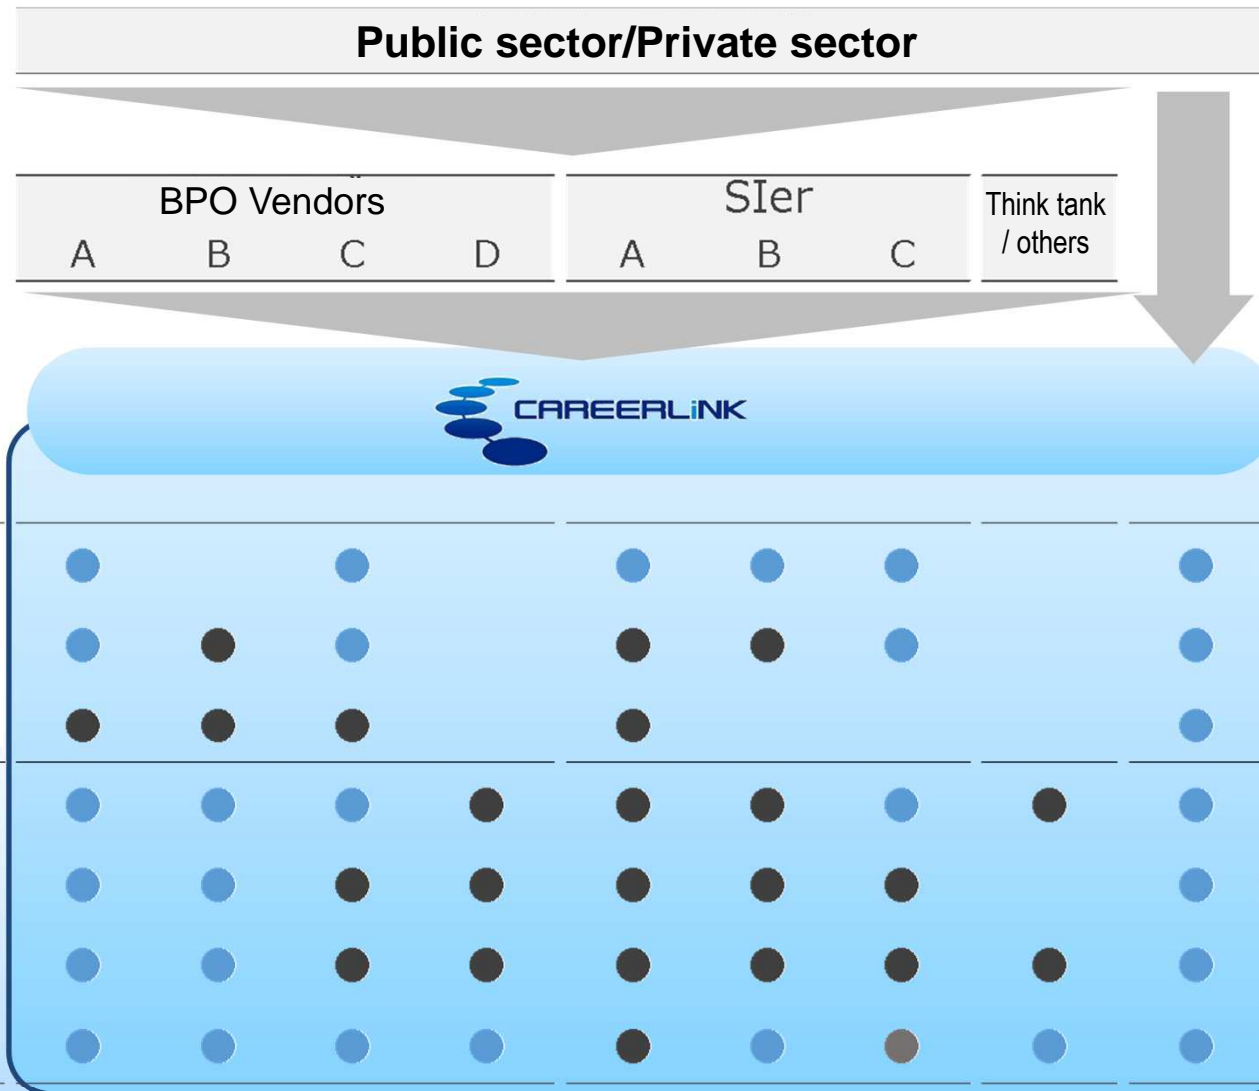 Public sector/Private sector
BPO Vendors
A B C D
SIer
A B C
Think tank
/ others
CAREERLiNK